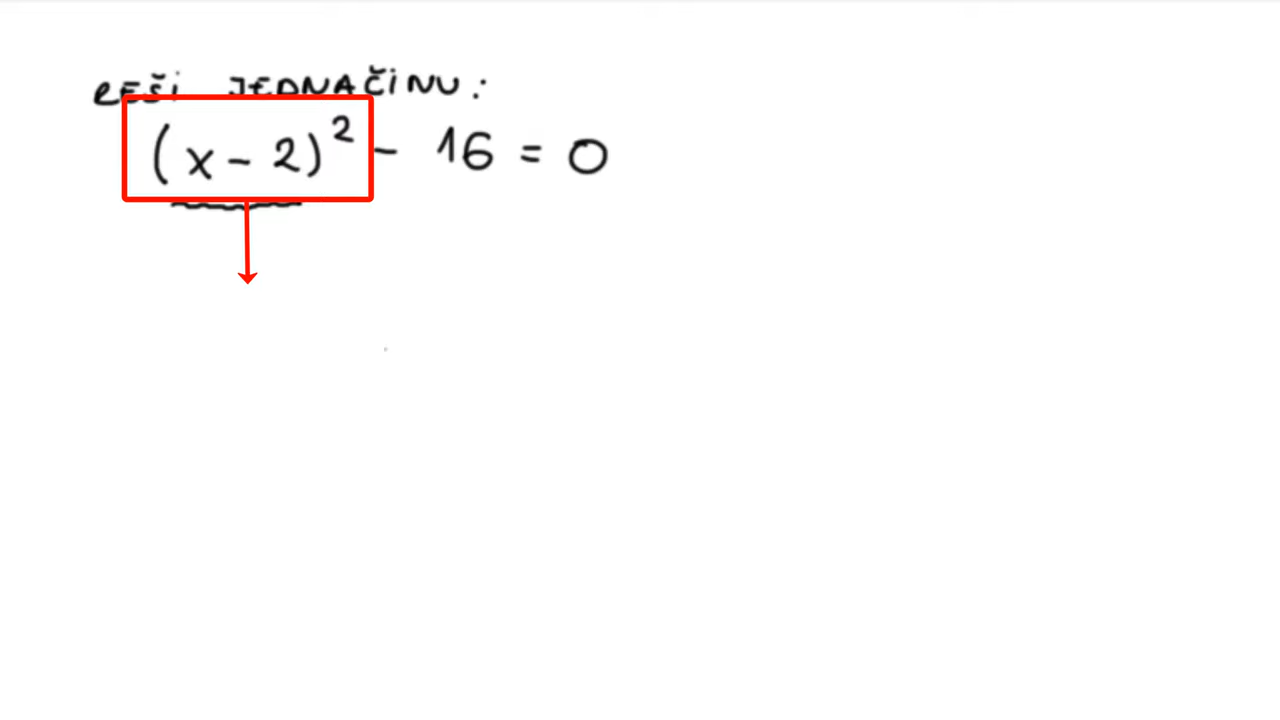 REŠI JEDNAČINU:
(x - 2)² - 16 = 0